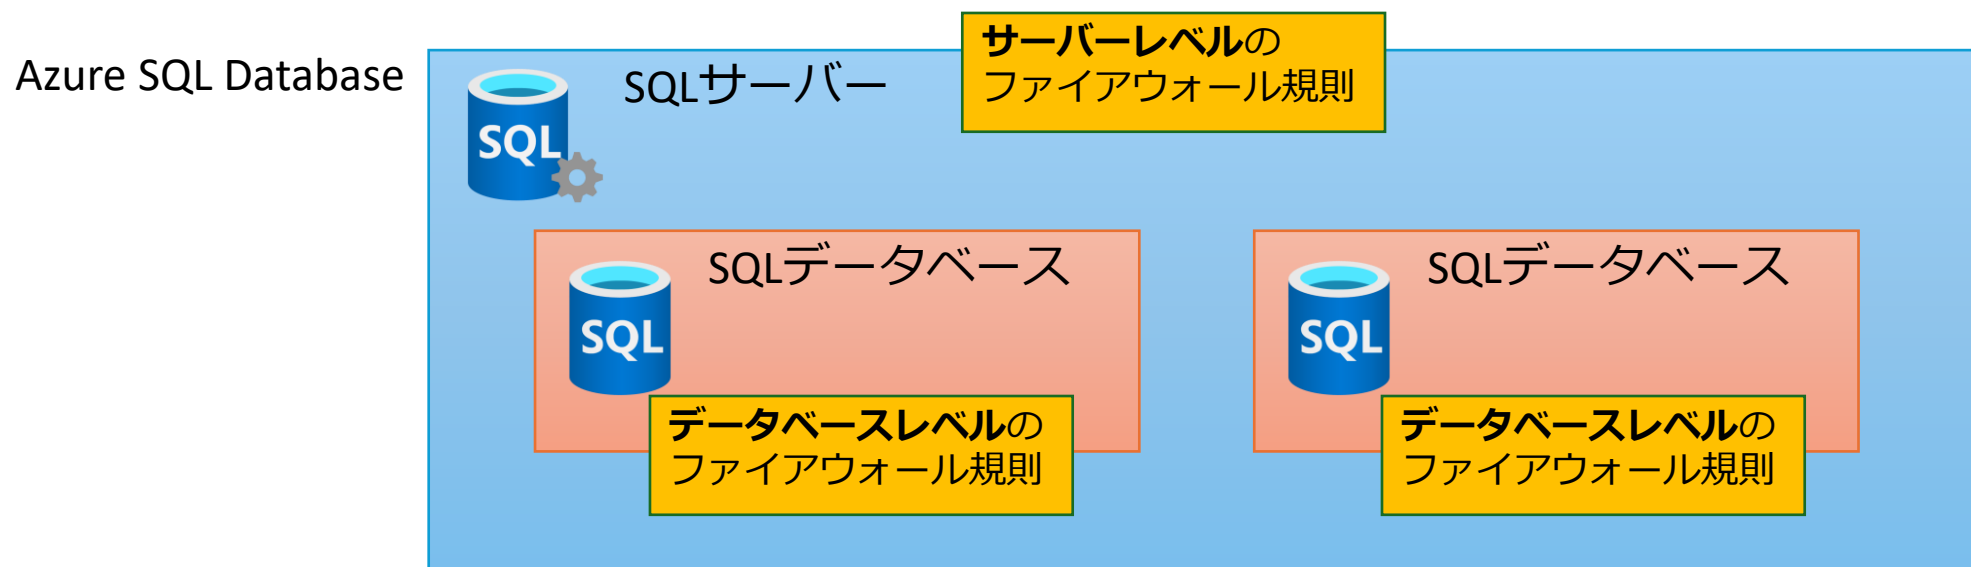 Azure SQL Database
SQL
SQLサーバー
サーバーレベルの
ファイアウォール規則
SQL
SQLデータベース
データベースレベルの
ファイアウォール規則
SQL
SQLデータベース
データベースレベルの
ファイアウォール規則